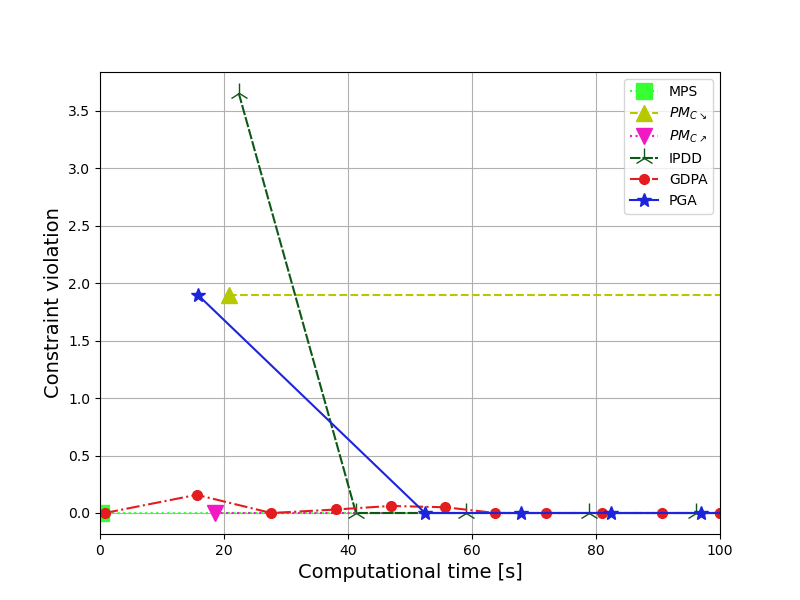 MPS
PM_C↘
PM_C↗
IPDD
GDPA
PGA
Constraint violation
3.5
3.0
2.5
2.0
1.5
1.0
0.5
0.0
0 20 40 60 80 100
Computational time [s]